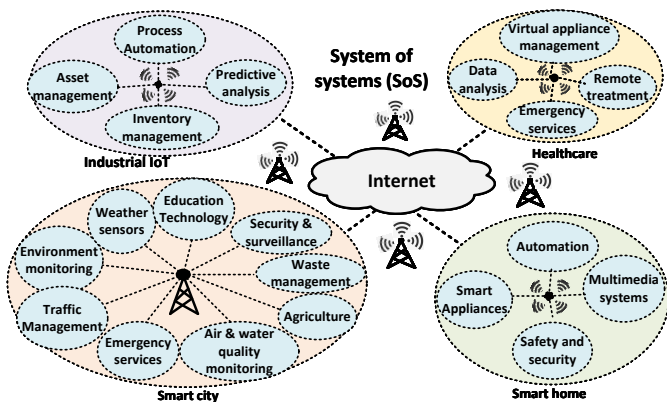 Process
Automation
Asset
management
Predictive
analysis
Inventory
management
Industrial IoT
System of
systems (SoS)
Virtual appliance
management
Data
analysis
Remote
treatment
Emergency
services
Healthcare
Internet
Education
Technology
Weather
sensors
Security &
surveillance
Environment
monitoring
Waste
management
Traffic
Management
Agriculture
Emergency
services
Air & water
quality
monitoring
Smart city
Automation
Smart
Appliances
Multimedia
systems
Safety and
security
Smart home